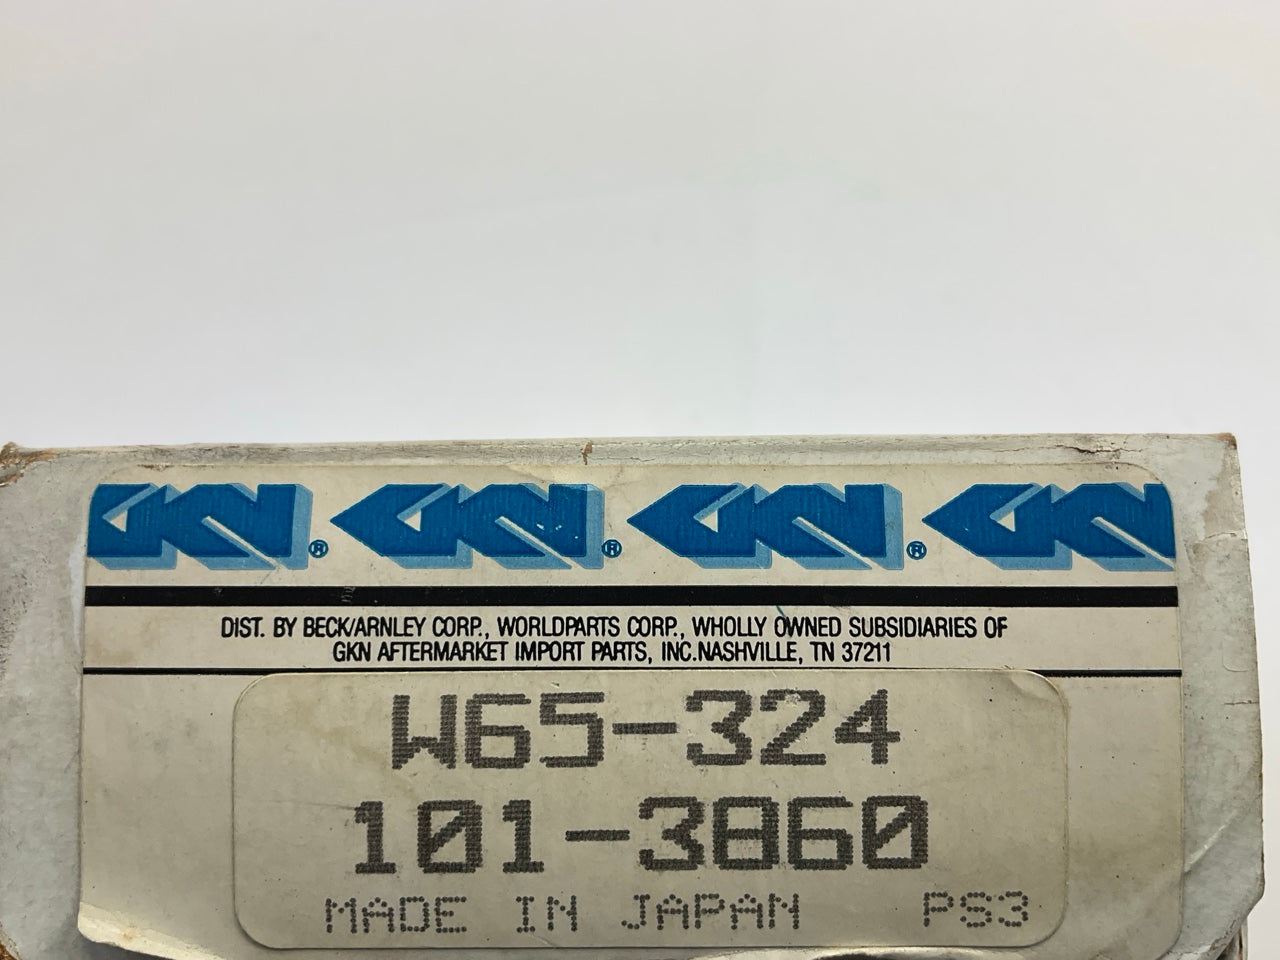 GKN® GKN® GKN® GKN
DIST. BY BECK/ARNLEY CORP., WORLDPARTS CORP., WHOLLY OWNED SUBSIDIARIES OF
GKN AFTERMARKET IMPORT PARTS, INC.NASHVILLE, TN 37211
W65-324
101-3860
MADE IN JAPAN PS3